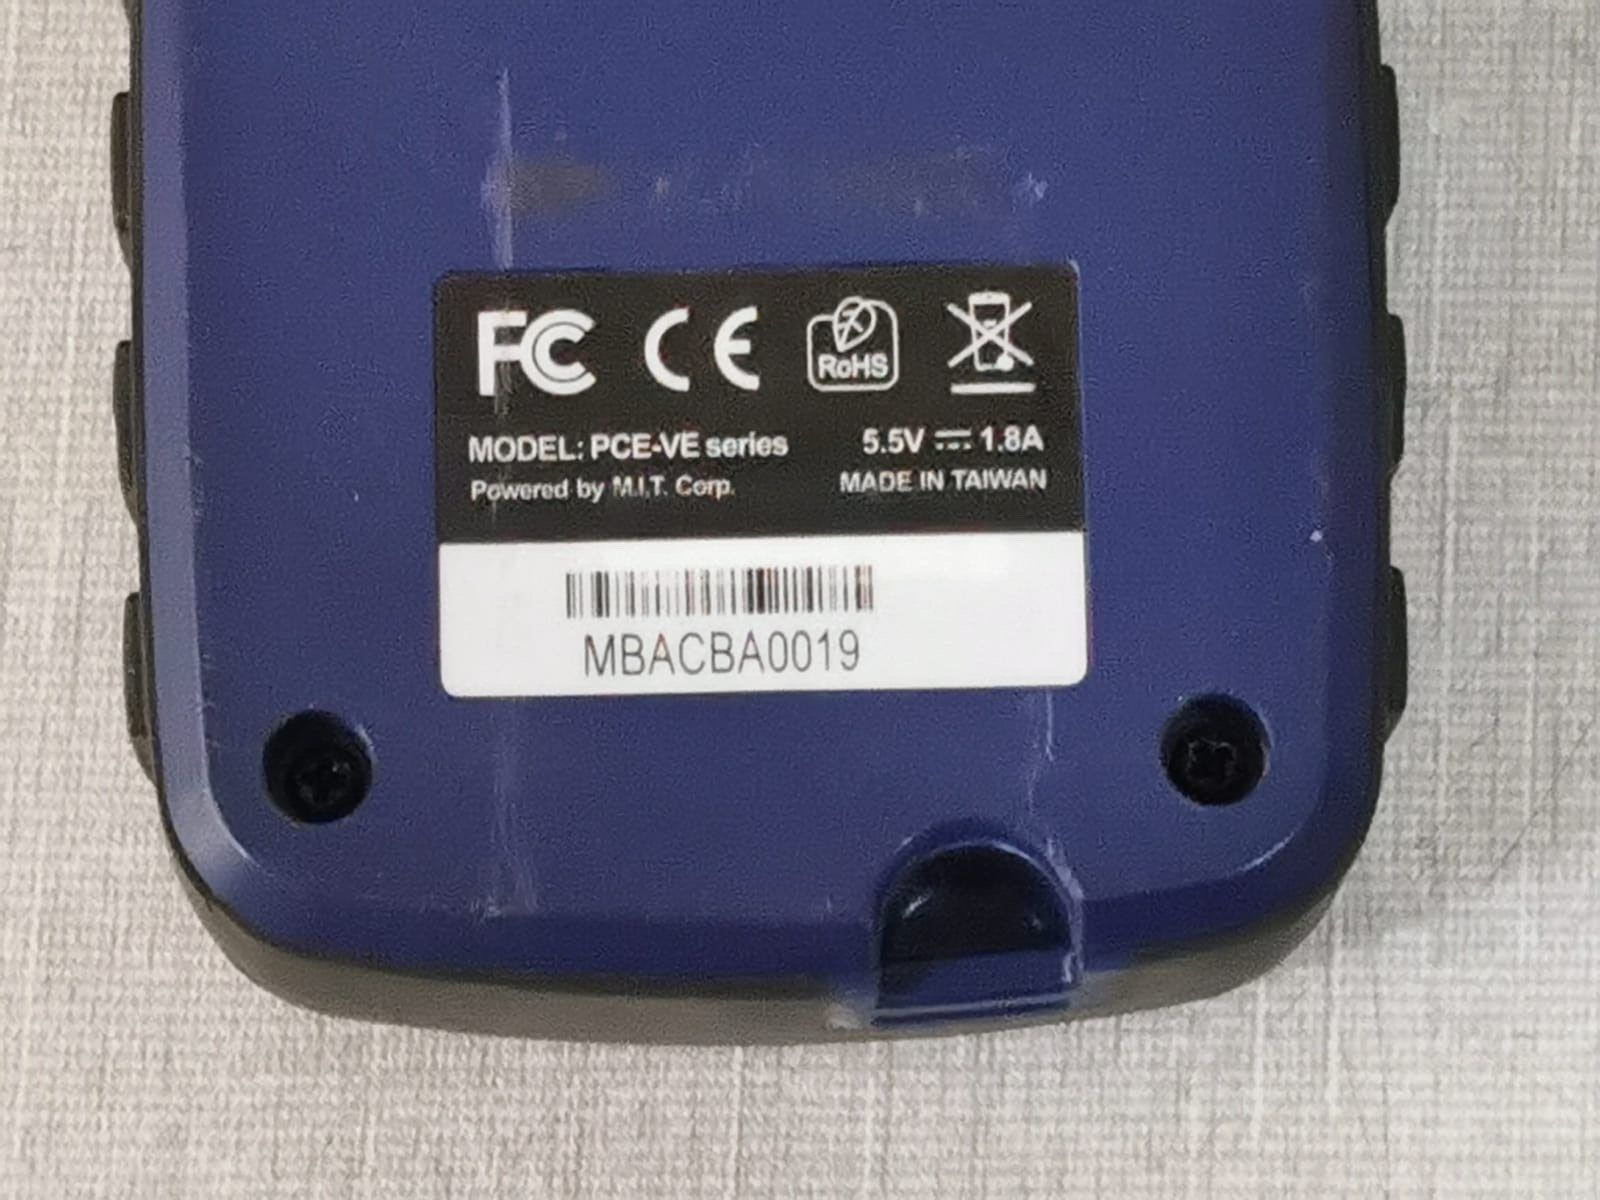 FC CE RoHS
MODEL: PCE-VE series 5.5V ⎓ 1.8A
Powered by M.I.T. Corp. MADE IN TAIWAN
MBACBA0019